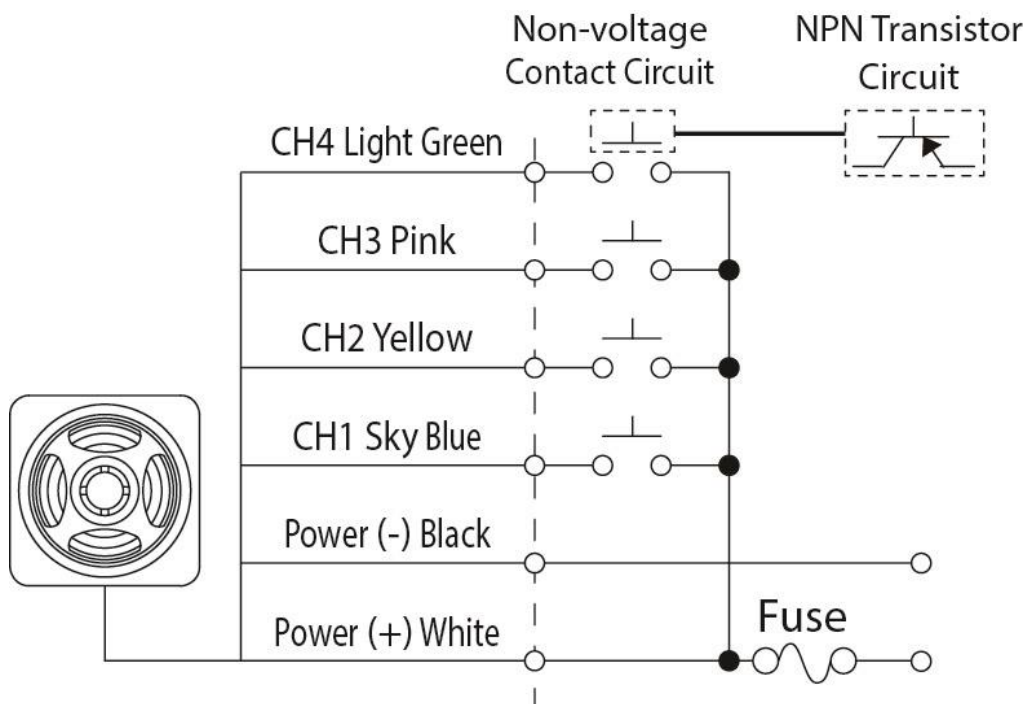 Non-voltage
Contact Circuit
NPN Transistor
Circuit
CH4 Light Green
CH3 Pink
CH2 Yellow
CH1 Sky Blue
Power (-) Black
Power (+) White
Fuse